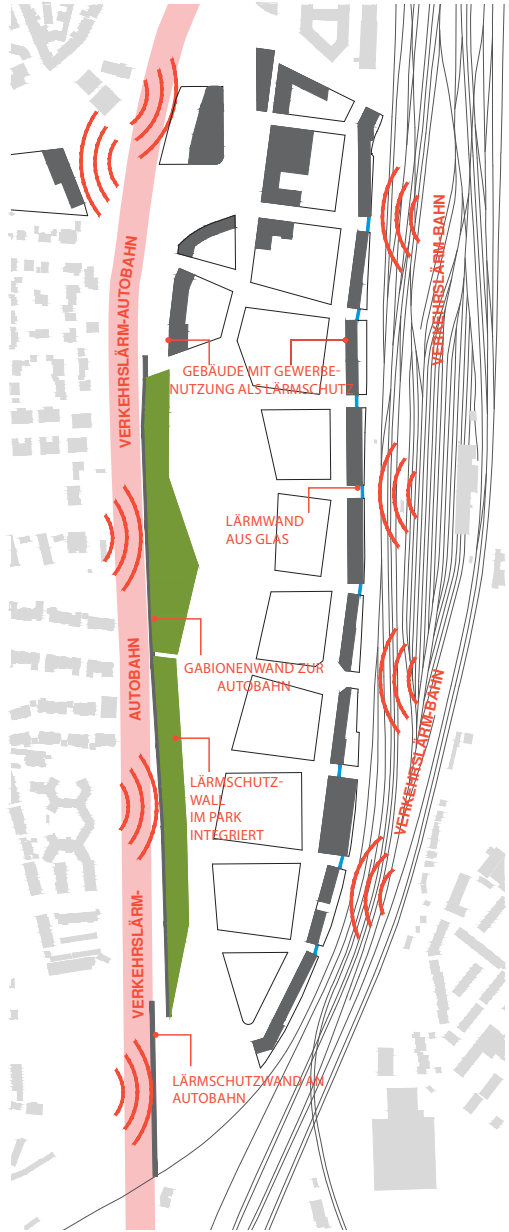 VERKEHRSLÄRM-AUTOBAHN
VERKEHRSLÄRM-BAHN
GEBÄUDE MIT GEWERBE-
NUTZUNG ALS LÄRMSCHUTZ
LÄRMWAND
AUS GLAS
GABIONENWAND ZUR
AUTOBAHN
LÄRMSCHUTZ-
WALL
IM PARK
INTEGRIERT
VERKEHRSLÄRM-BAHN
VERKEHRSLÄRM-
AUTOBAHN
LÄRMSCHUTZWAND AN
AUTOBAHN